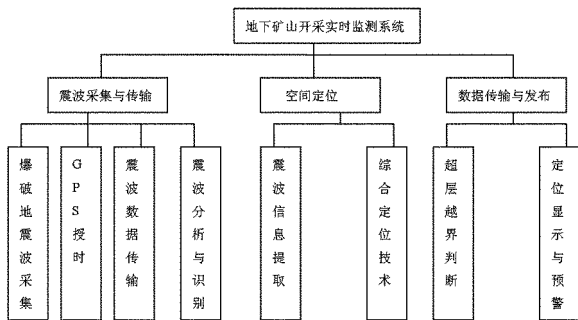 地下矿山开采实时监测系统
震波采集与传输
空间定位
数据传输与发布
爆破地震波采集
GPS授时
震波数据传输
震波分析与识别
震波信息提取
综合定位技术
超层越界判断
定位显示与预警